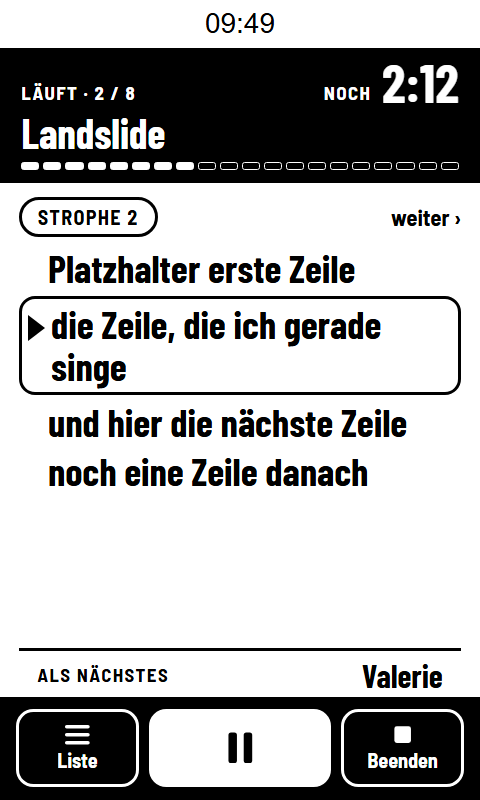 09:49
LÄUFT · 2 / 8
NOCH 2:12
Landslide
STROPHE 2
weiter ›
Platzhalter erste Zeile
die Zeile, die ich gerade
singe
und hier die nächste Zeile
noch eine Zeile danach
ALS NÄCHSTES
Valerie
Liste
Beenden